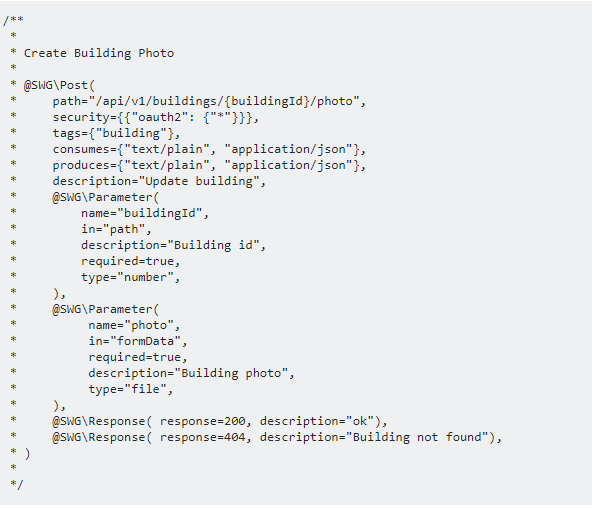 /**
 *
 * Create Building Photo
 *
 * @SWG\Post(
 *     path="/api/v1/buildings/{buildingId}/photo",
 *     security={{"oauth2": {"*"}}},
 *     tags={"building"},
 *     consumes={"text/plain", "application/json"},
 *     produces={"text/plain", "application/json"},
 *     description="Update building",
 *     @SWG\Parameter(
 *         name="buildingId",
 *         in="path",
 *         description="Building id",
 *         required=true,
 *         type="number",
 *     ),
 *     @SWG\Parameter(
 *          name="photo",
 *          in="formData",
 *          required=true,
 *          description="Building photo",
 *          type="file",
 *     ),
 *     @SWG\Response( response=200, description="ok"),
 *     @SWG\Response( response=404, description="Building not found"),
 * )
 *
 */